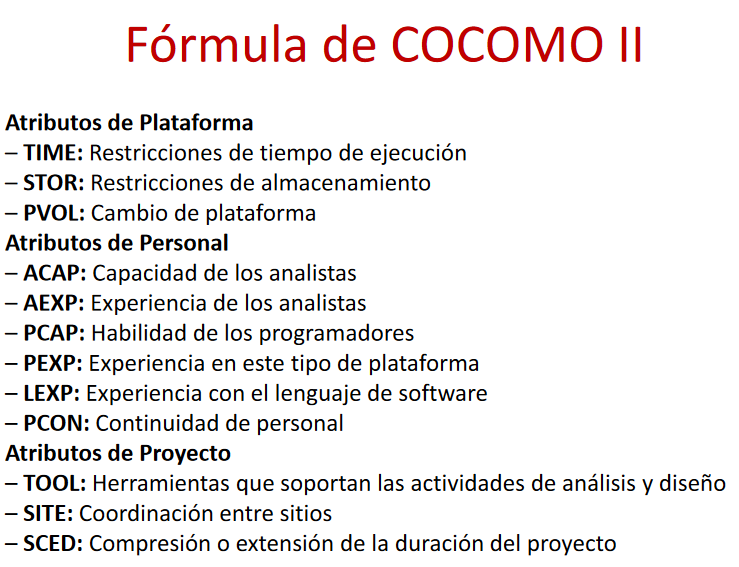 Fórmula de COCOMO II
Atributos de Plataforma
– TIME: Restricciones de tiempo de ejecución
– STOR: Restricciones de almacenamiento
– PVOL: Cambio de plataforma
Atributos de Personal
– ACAP: Capacidad de los analistas
– AEXP: Experiencia de los analistas
– PCAP: Habilidad de los programadores
– PEXP: Experiencia en este tipo de plataforma
– LEXP: Experiencia con el lenguaje de software
– PCON: Continuidad de personal
Atributos de Proyecto
– TOOL: Herramientas que soportan las actividades de análisis y diseño
– SITE: Coordinación entre sitios
– SCED: Compresión o extensión de la duración del proyecto